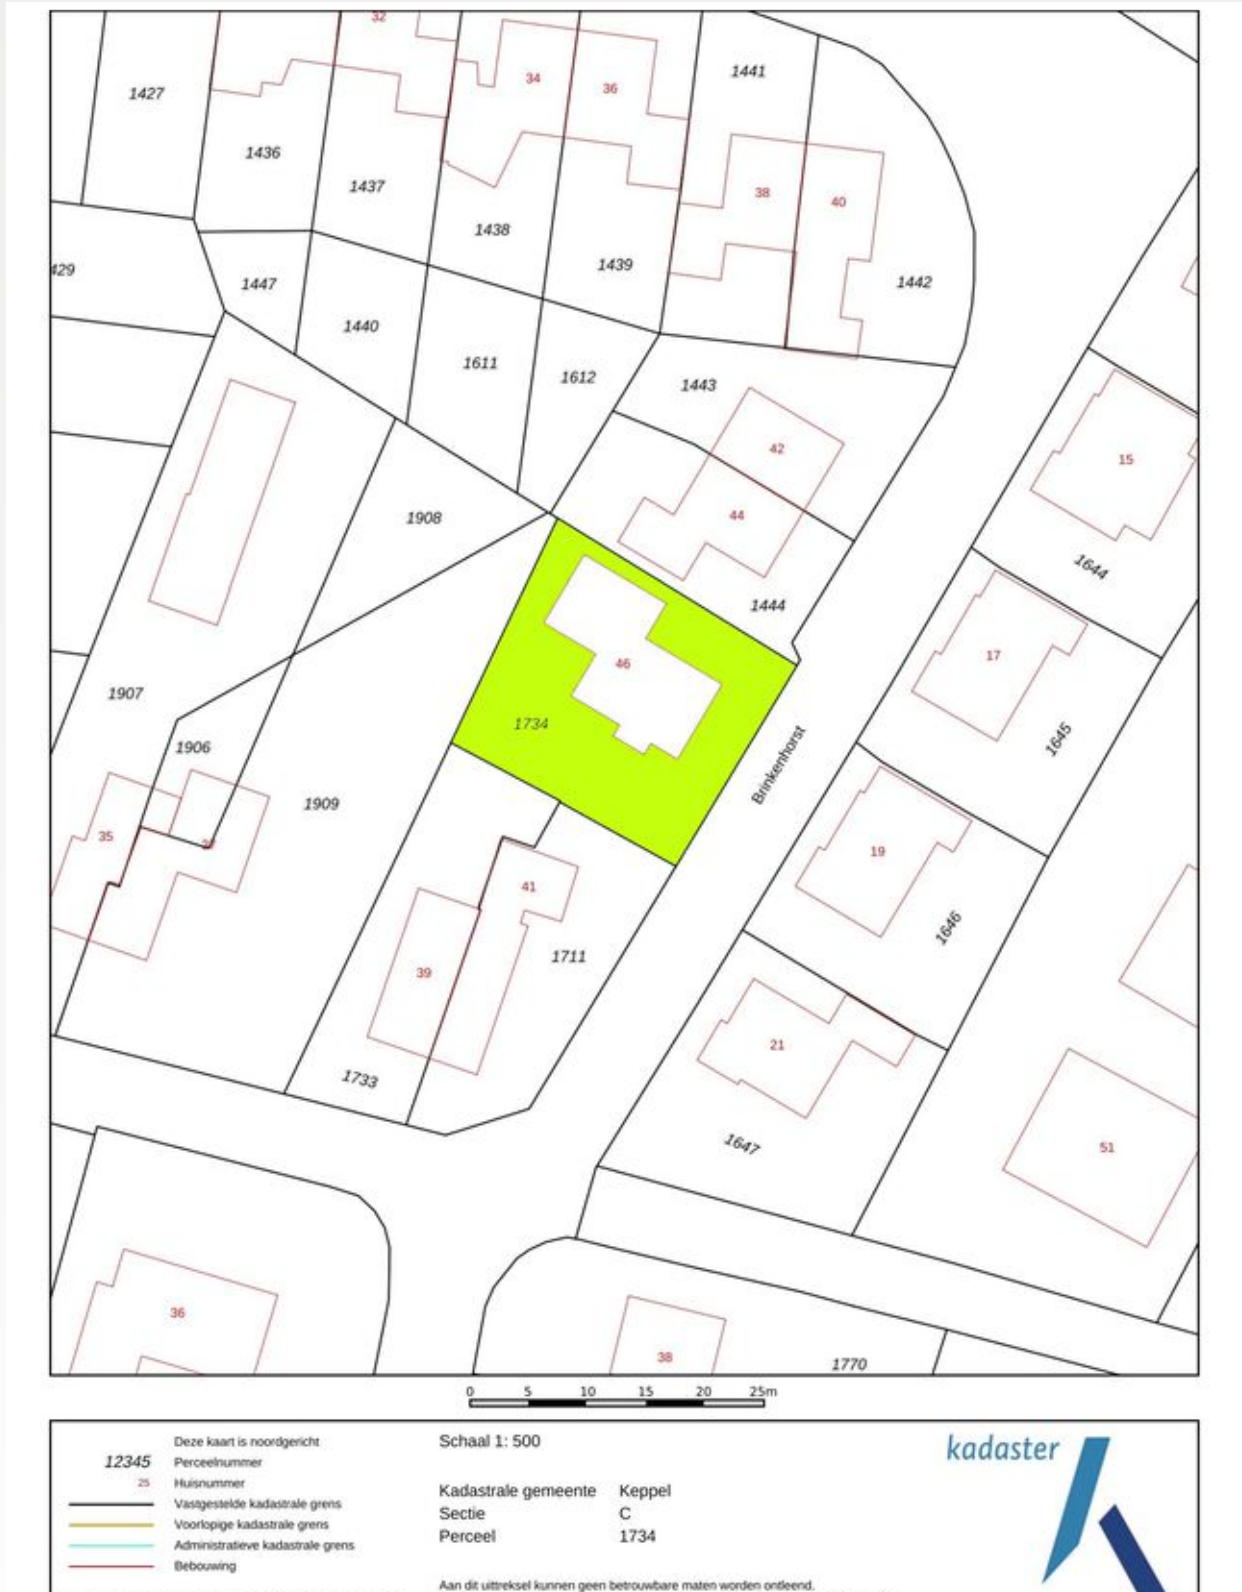 32
34
36
1441
1427
1436
1437
38
40
1438
1439
429
1447
1442
1440
1611
1612
1443
42
15
44
1908
1644
1444
17
46
1907
1734
1645
1906
Brinkenhorst
1909
35
19
41
1646
39
1711
21
1733
1647
51
36
38
1770
0 5 10 15 20 25m
Deze kaart is noordgericht
12345 Perceelnummer
25 Huisnummer
Vastgestelde kadastrale grens
Voorlopige kadastrale grens
Administratieve kadastrale grens
Bebouwing
Schaal 1: 500
Kadastrale gemeente Keppel
Sectie C
Perceel 1734
Aan dit uittreksel kunnen geen betrouwbare maten worden ontleend.
kadaster